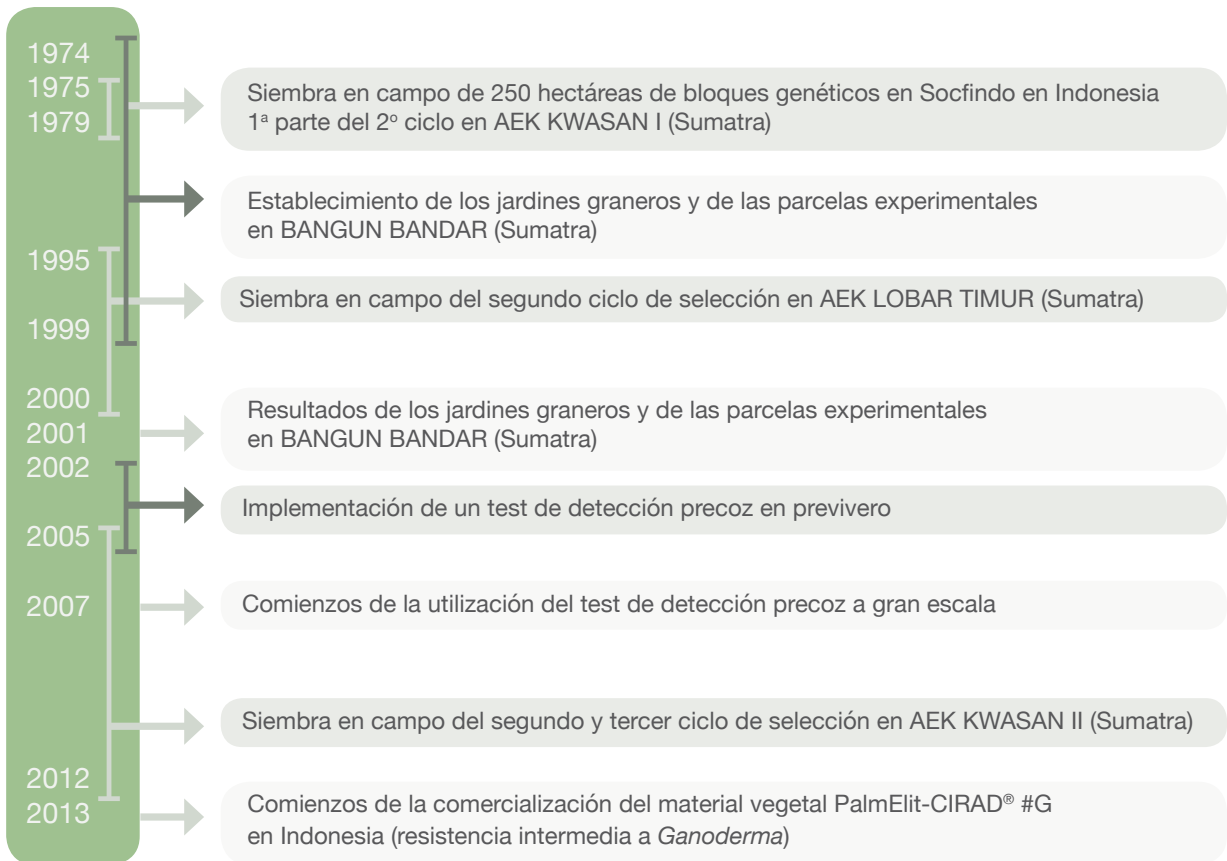 1974
1975
1979
Siembra en campo de 250 hectáreas de bloques genéticos en Socfindo en Indonesia
1ª parte del 2º ciclo en AEK KWASAN I (Sumatra)
Establecimiento de los jardines graneros y de las parcelas experimentales
en BANGUN BANDAR (Sumatra)
1995
Siembra en campo del segundo ciclo de selección en AEK LOBAR TIMUR (Sumatra)
1999
2000
2001
Resultados de los jardines graneros y de las parcelas experimentales
en BANGUN BANDAR (Sumatra)
2002
Implementación de un test de detección precoz en previvero
2005
2007
Comienzos de la utilización del test de detección precoz a gran escala
Siembra en campo del segundo y tercer ciclo de selección en AEK KWASAN II (Sumatra)
2012
2013
Comienzos de la comercialización del material vegetal PalmElit-CIRAD® #G
en Indonesia (resistencia intermedia a Ganoderma)